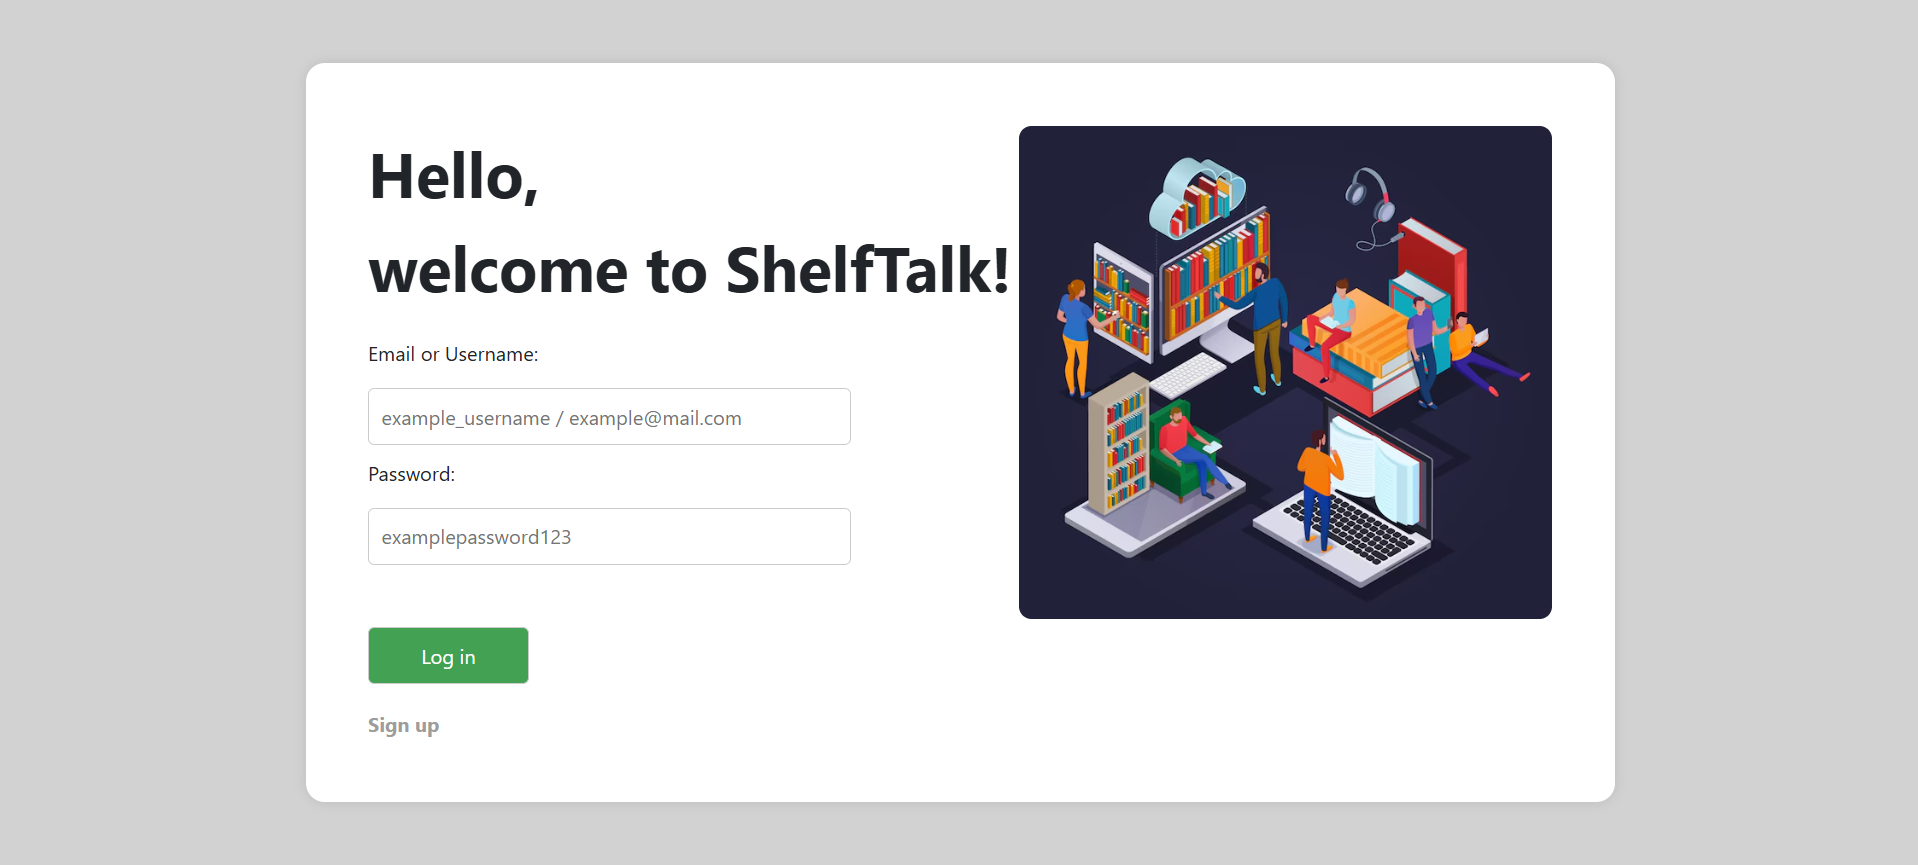 Hello,
welcome to ShelfTalk!
Email or Username:
example_username / example@mail.com
Password:
examplepassword123
Log in
Sign up